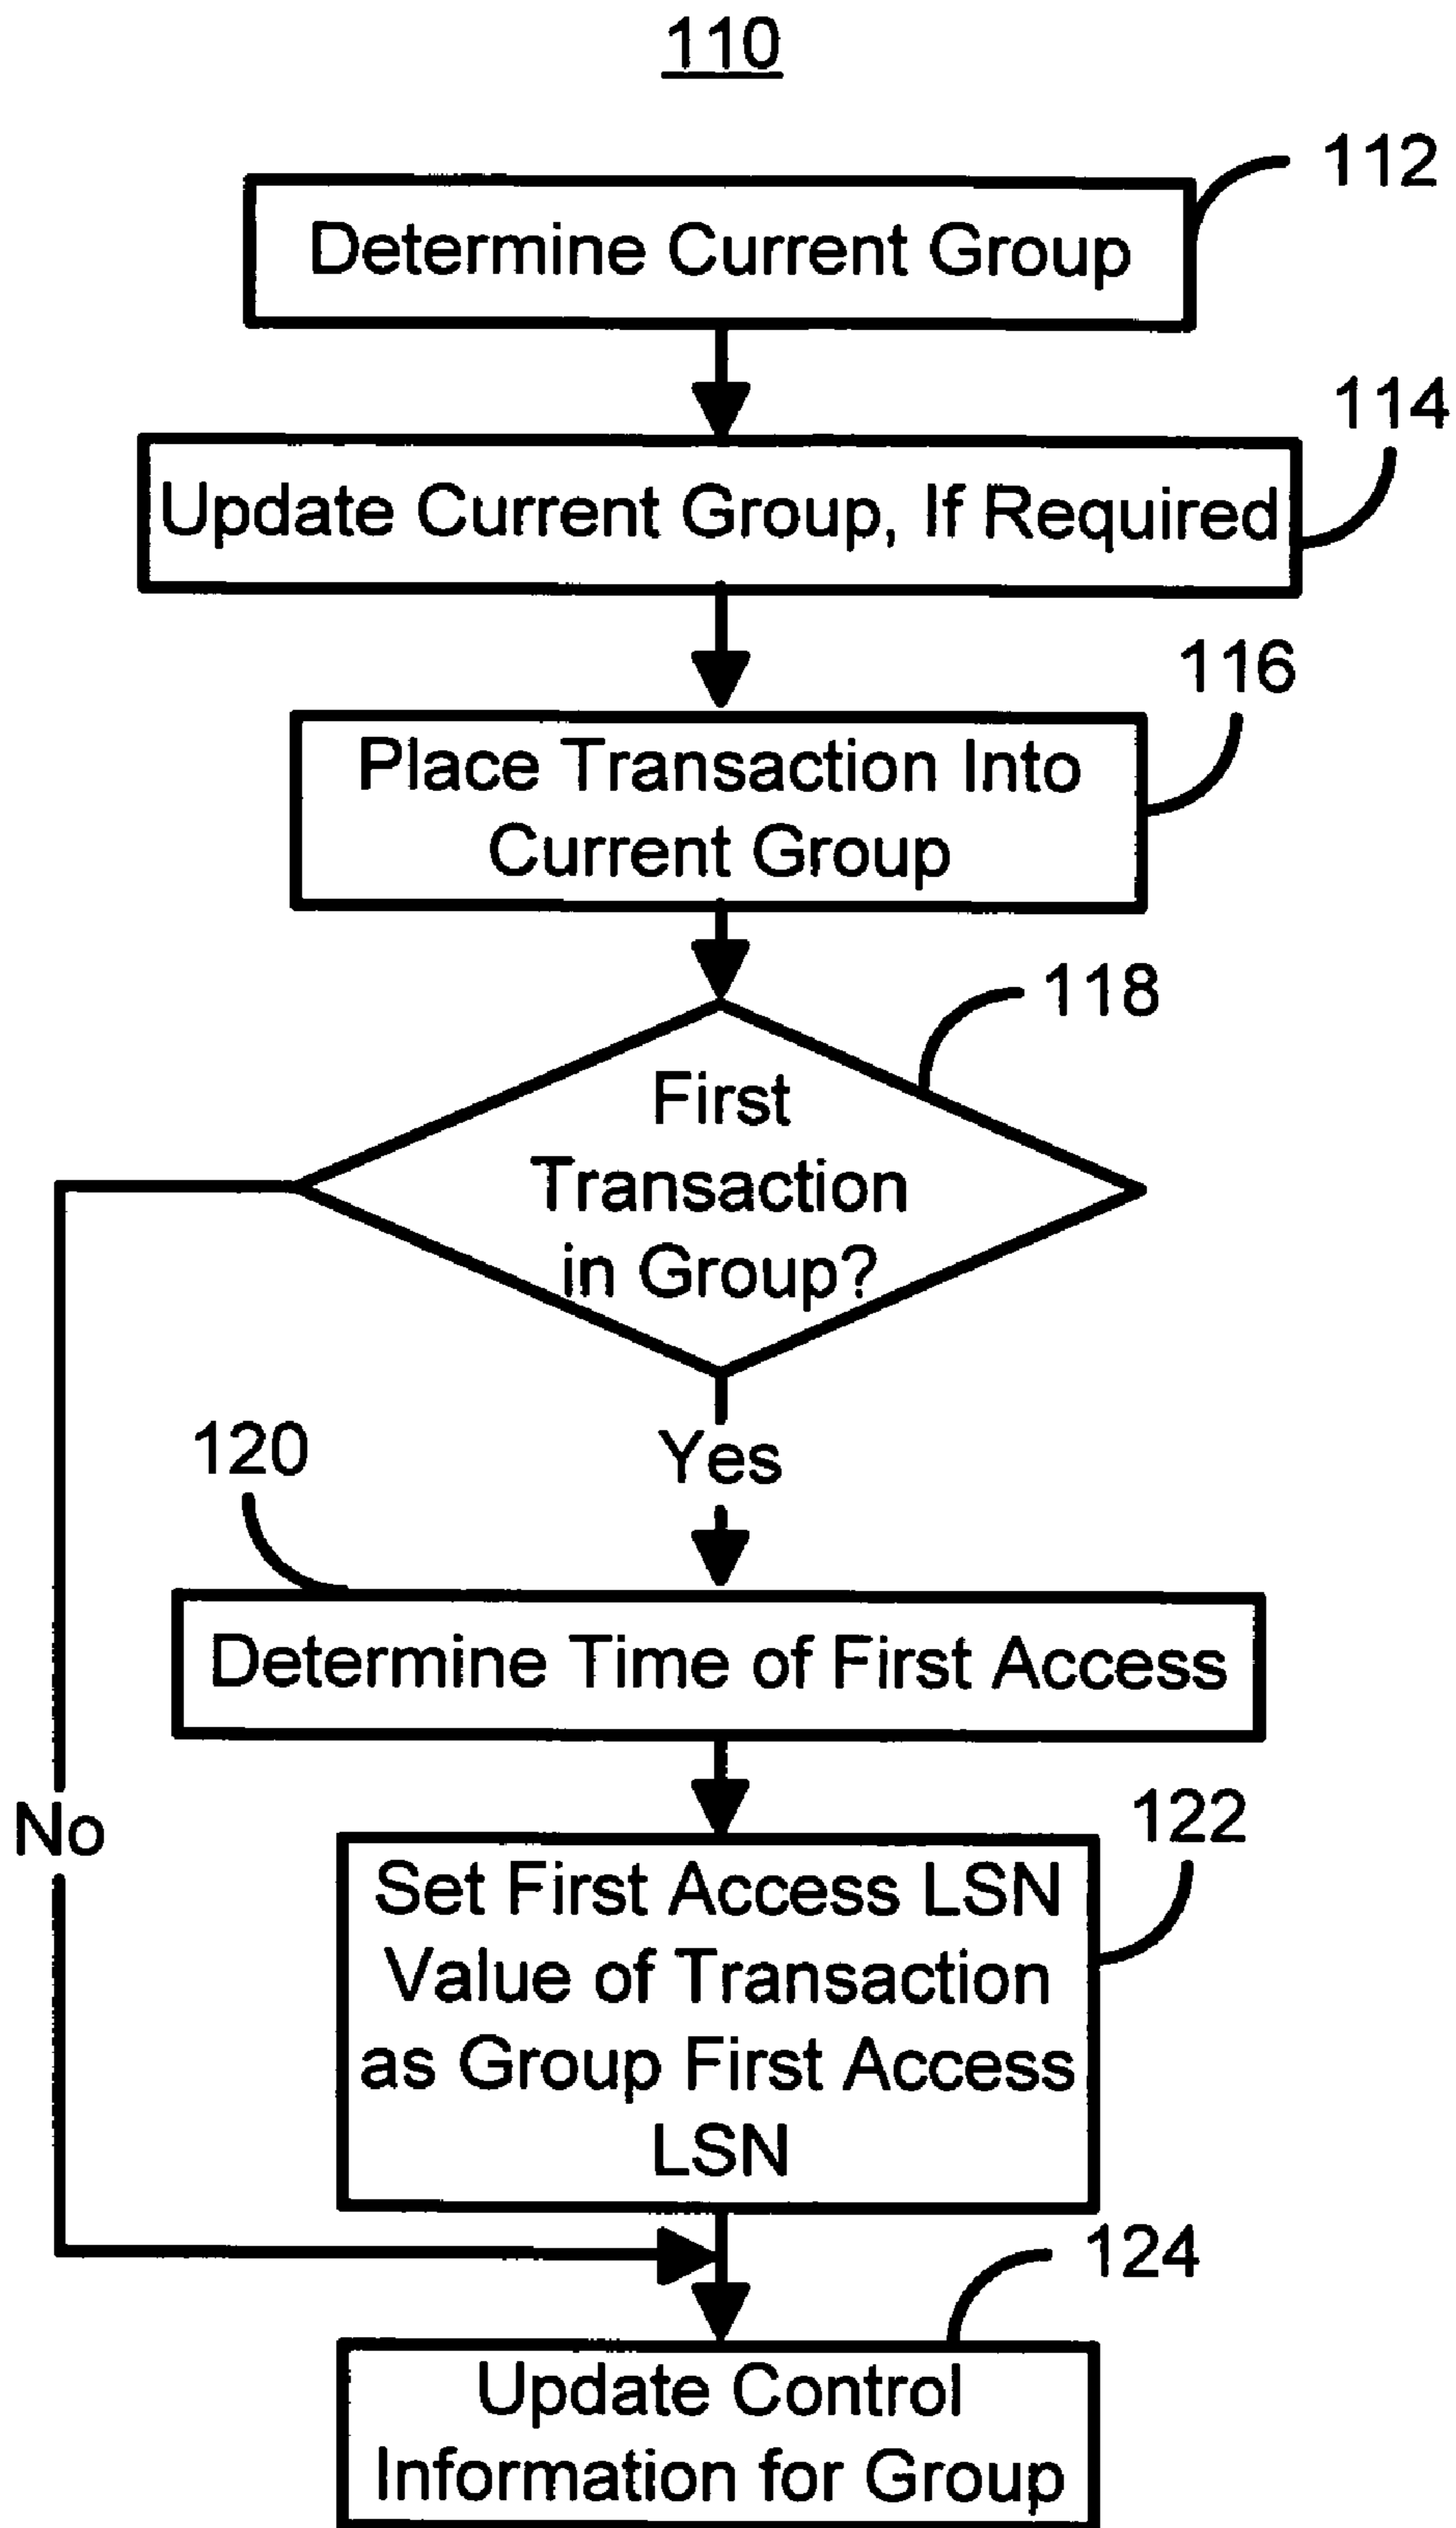 110
112
Determine Current Group
114
Update Current Group, If Required
116
Place Transaction Into
Current Group
118
First
Transaction
in Group?
120
Yes
Determine Time of First Access
No
122
Set First Access LSN
Value of Transaction
as Group First Access
LSN
124
Update Control
Information for Group